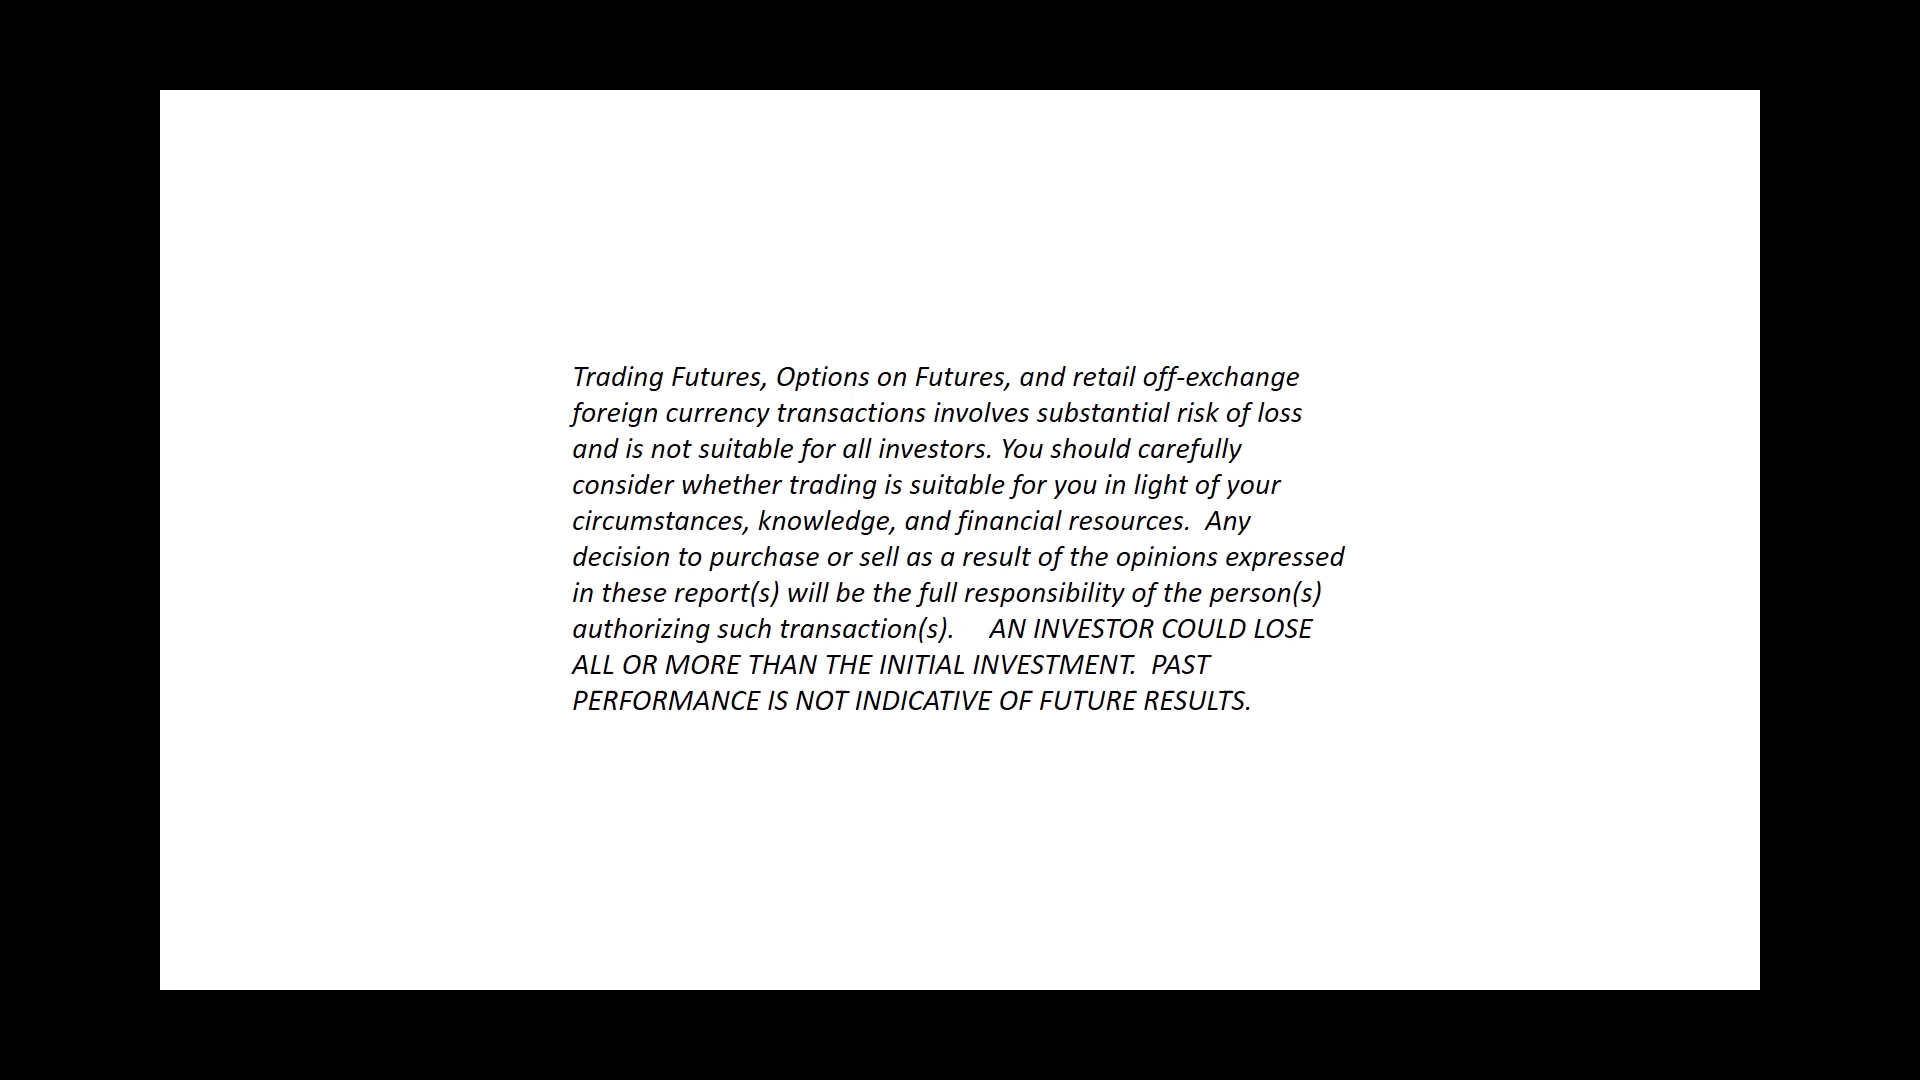 Trading Futures, Options on Futures, and retail off-exchange
foreign currency transactions involves substantial risk of loss
and is not suitable for all investors. You should carefully
consider whether trading is suitable for you in light of your
circumstances, knowledge, and financial resources.  Any
decision to purchase or sell as a result of the opinions expressed
in these report(s) will be the full responsibility of the person(s)
authorizing such transaction(s).     AN INVESTOR COULD LOSE
ALL OR MORE THAN THE INITIAL INVESTMENT.  PAST
PERFORMANCE IS NOT INDICATIVE OF FUTURE RESULTS.